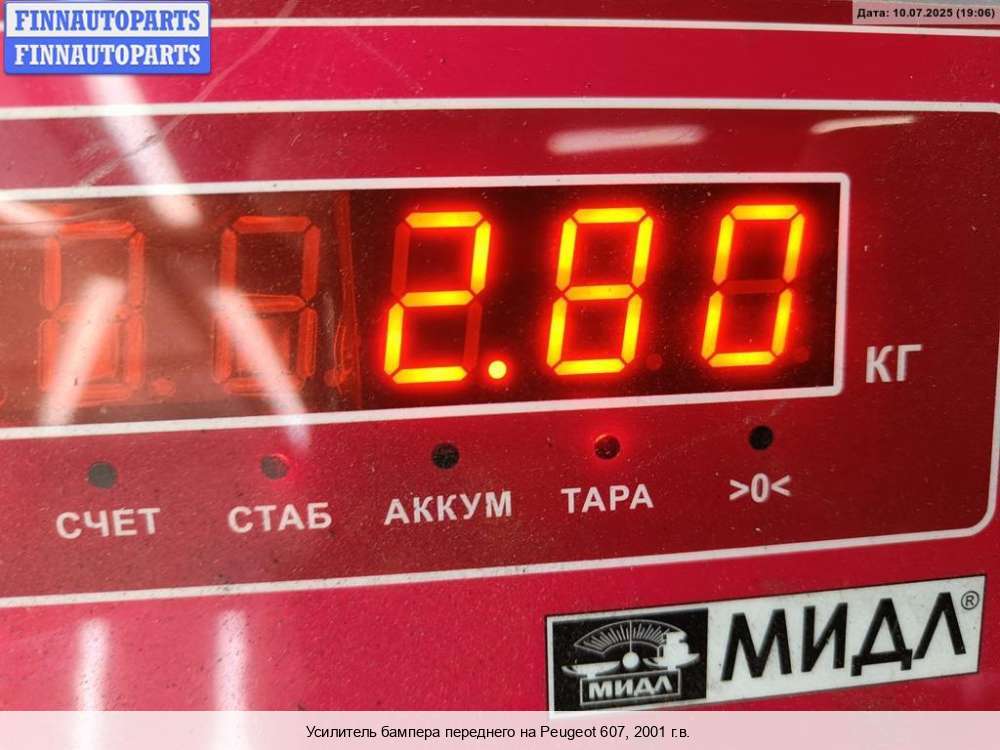 FINNAUTOPARTS
FINNAUTOPARTS
Дата: 10.07.2025 (19:06)
2.80
КГ
СЧЕТ СТАБ АККУМ ТАРА >0<
МИДЛ МИДЛ®
Усилитель бампера переднего на Peugeot 607, 2001 г.в.